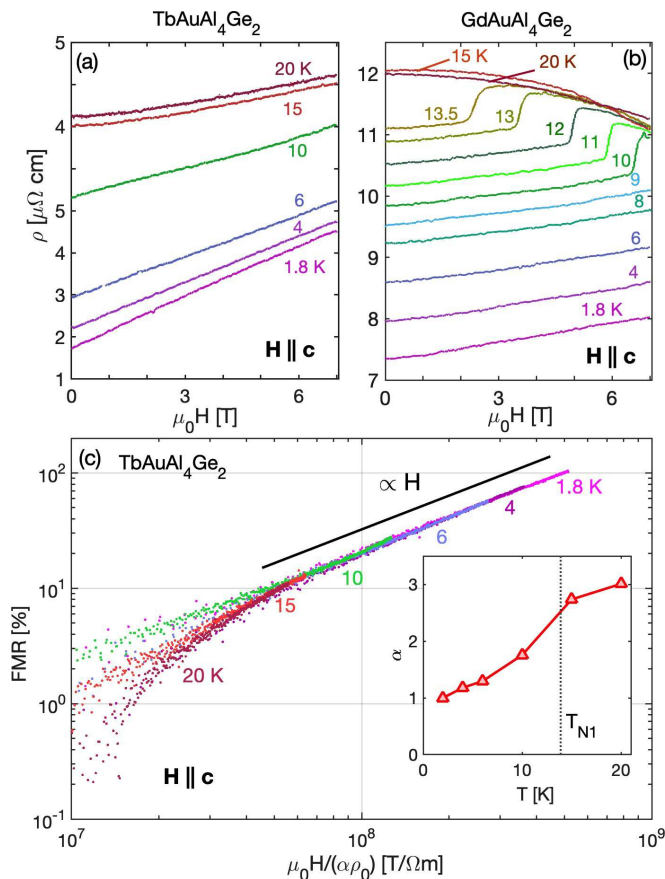 TbAuAl4Ge2
GdAuAl4Ge2
(a)
20 K
15
10
6
4
1.8 K
H ∥ c
5
4
4
3
2
1
ρ [μΩ cm]
0
3
6
μ0H [T]
(b)
15 K
20 K
13.5
13
12
11
10
9
8
6
4
1.8 K
H ∥ c
12
11
10
9
8
7
0
3
6
μ0H [T]
(c)
TbAuAl4Ge2
∝ H
1.8 K
4
6
10
15
20 K
H ∥ c
10^2
10^1
10^0
10^-1
FMR [%]
10^7
10^8
10^9
μ0H/(αρ0) [T/Ωm]
3
2
1
0
α
TN1
10
20
T [K]